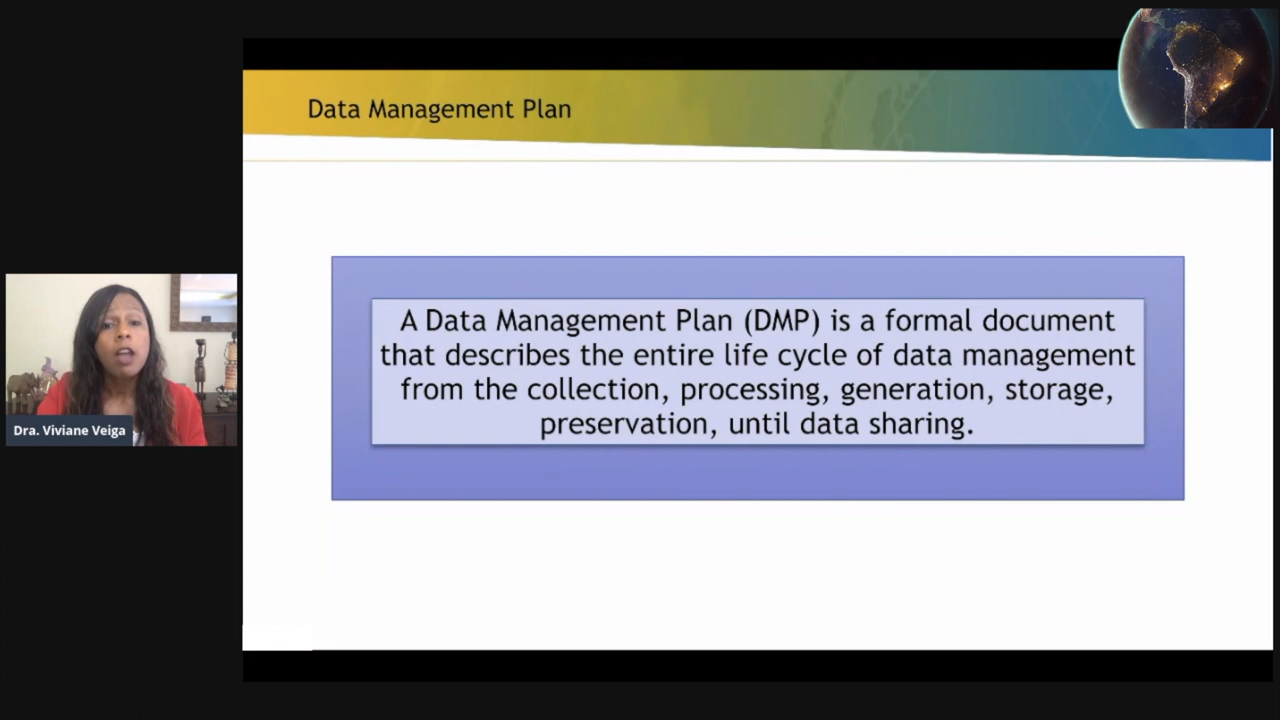 Data Management Plan
A Data Management Plan (DMP) is a formal document
that describes the entire life cycle of data management
from the collection, processing, generation, storage,
preservation, until data sharing.
Dra. Viviane Veiga